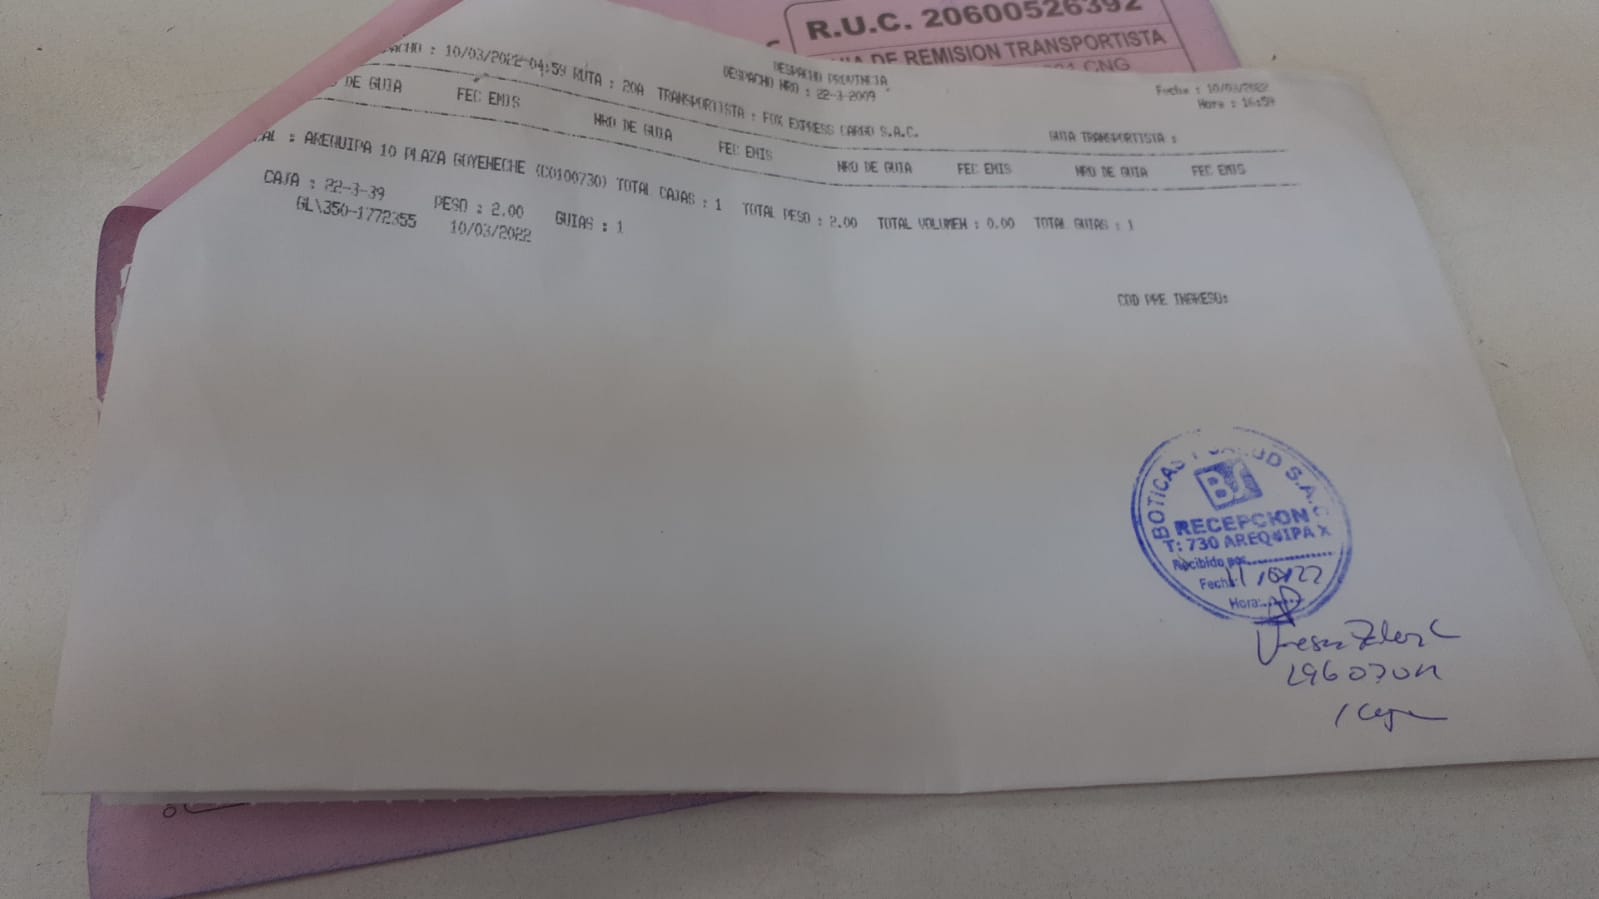 R.U.C. 20600526392
DE REMISION TRANSPORTISTA
CNG
DESPACHO PROVINCIA
DESPACHO NRO : 22-3-2009
Fecha : 10/03/2022
Hora : 16:59
ACHO : 10/03/2022-04:59 RUTA : 20A TRANSPORTISTA : FOX EXPRESS CARGO S.A.C.
GUIA TRANSPORTISTA :
DE GUIA FEC EMIS NRO DE GUIA FEC EMIS NRO DE GUIA FEC EMIS NRO DE GUIA FEC EMIS
AL : AREQUIPA 10 PLAZA GOYENECHE (C0100730) TOTAL CAJAS : 1 TOTAL PESO : 2.00 TOTAL VOLUMEN : 0.00 TOTAL GUIAS : 1
CAJA : 22-3-39 PESO : 2.00 GUIAS : 1
GL\350-1772355 10/03/2022
COD PRE INGRESO:
BOTICAS Y SALUD S.A.C
BS
RECEPCION
T: 730 AREQUIPA X
Recibido por
Fecha:
Hora: